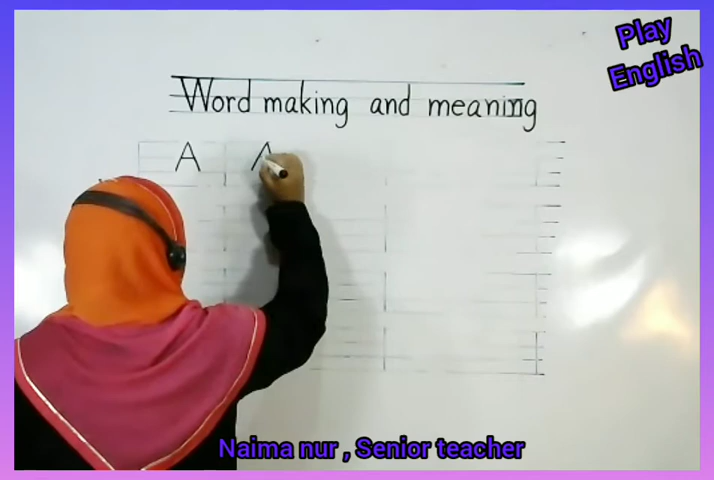 Play
English
Word making and meaning
A A
Naima nur , Senior teacher